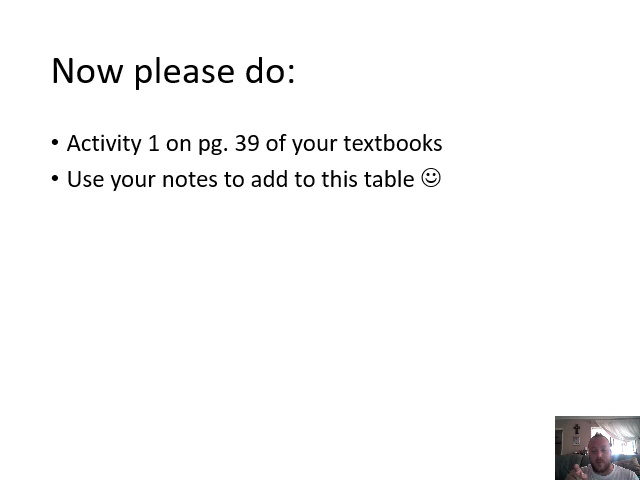 Now please do:
• Activity 1 on pg. 39 of your textbooks
• Use your notes to add to this table ☺